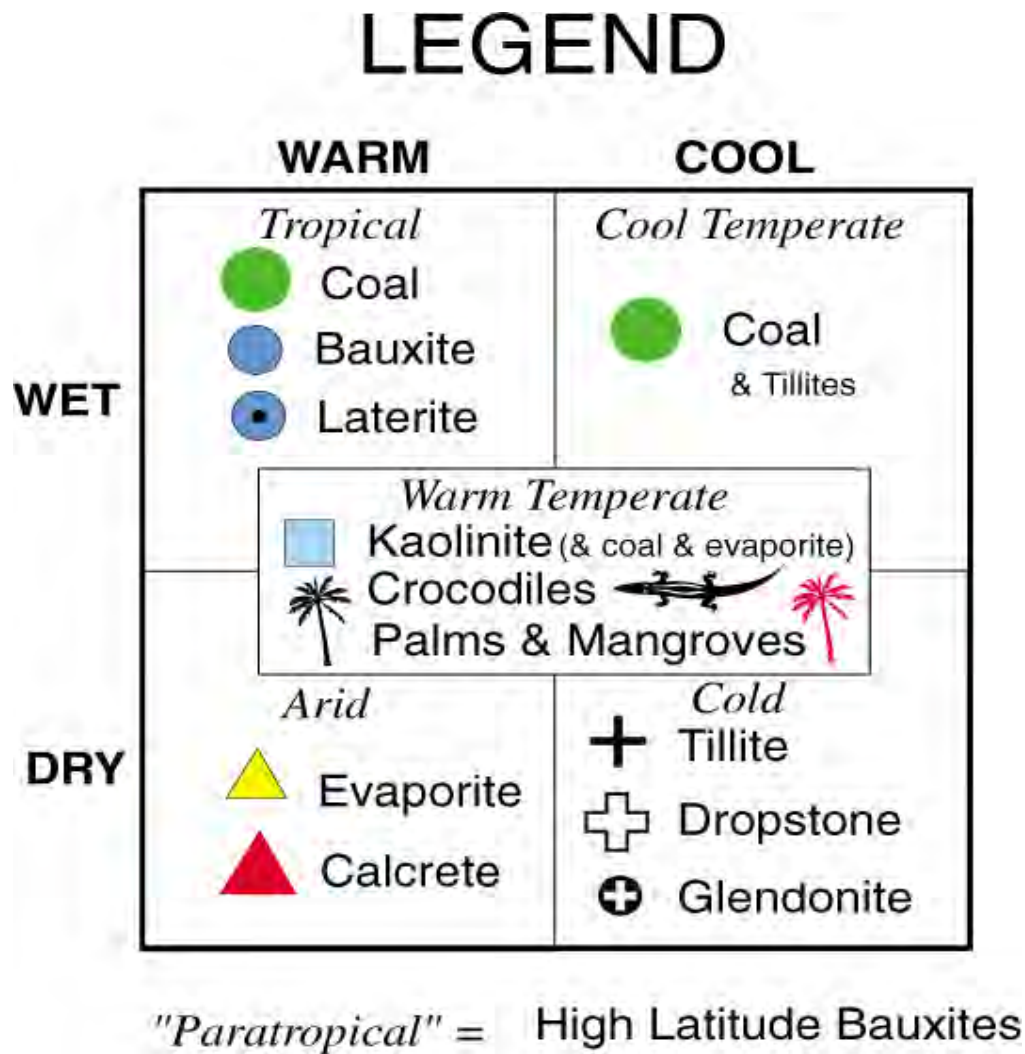 LEGEND
WARM COOL
Tropical
Coal
Bauxite
Laterite
Cool Temperate
Coal
& Tillites
WET
Warm Temperate
Kaolinite (& coal & evaporite)
Crocodiles
Palms & Mangroves
DRY
Arid
Evaporite
Calcrete
Cold
Tillite
Dropstone
Glendonite
"Paratropical" = High Latitude Bauxites